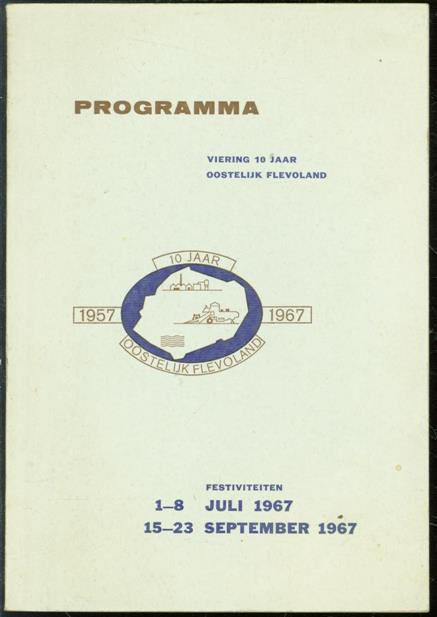 PROGRAMMA
VIERING 10 JAAR
OOSTELIJK FLEVOLAND
10 JAAR
1957
1967
OOSTELIJK FLEVOLAND
FESTIVITEITEN
1–8 JULI 1967
15–23 SEPTEMBER 1967